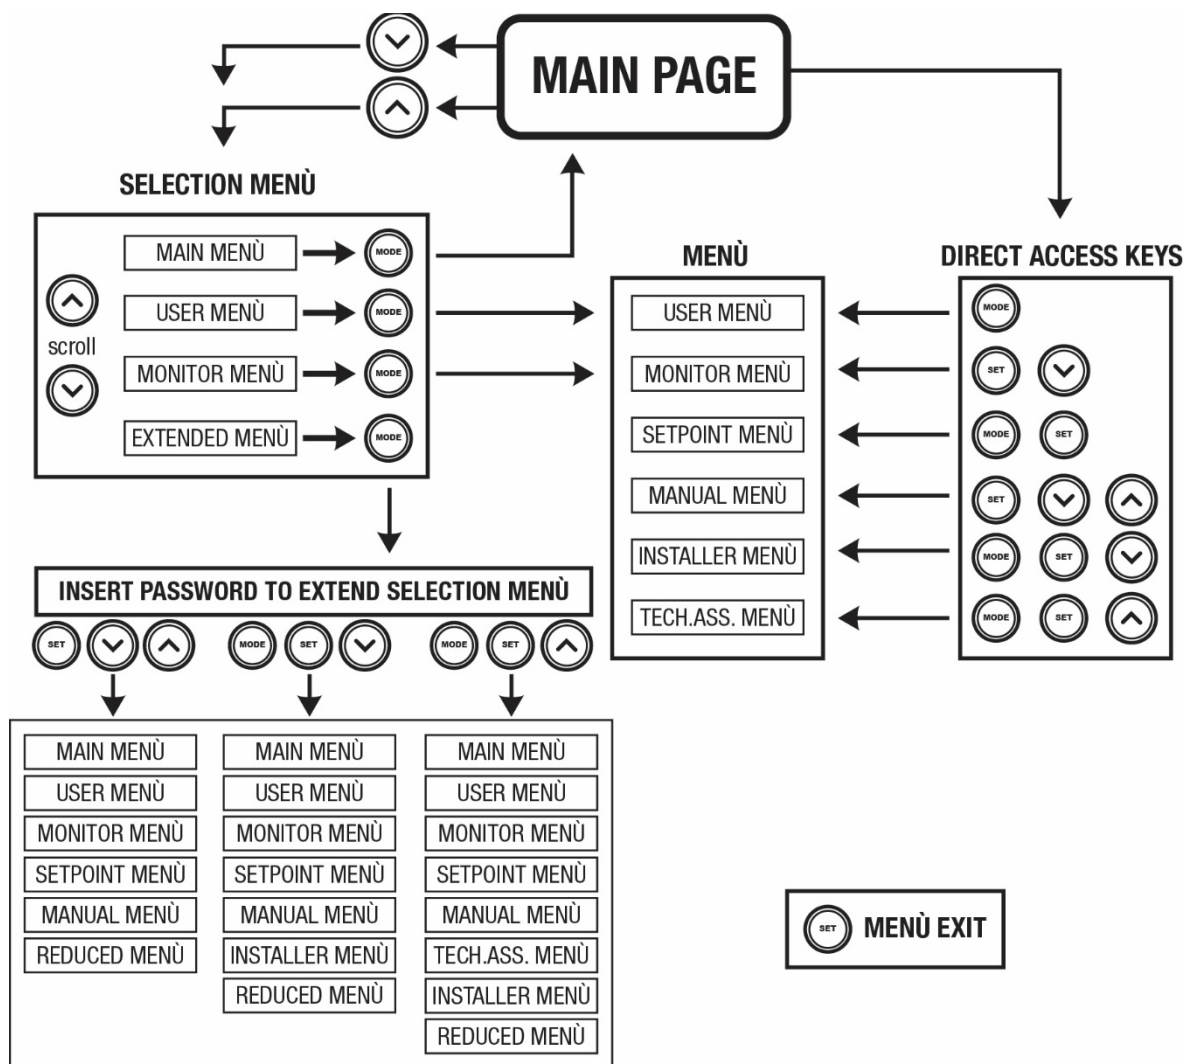 MAIN PAGE
SELECTION MENÙ
MAIN MENÙ MODE
USER MENÙ MODE
scroll
MONITOR MENÙ MODE
EXTENDED MENÙ MODE
MENÙ
USER MENÙ
MONITOR MENÙ
SETPOINT MENÙ
MANUAL MENÙ
INSTALLER MENÙ
TECH.ASS. MENÙ
DIRECT ACCESS KEYS
MODE
SET
MODE SET
SET
MODE SET
MODE SET
INSERT PASSWORD TO EXTEND SELECTION MENÙ
SET MODE SET MODE SET
MAIN MENÙ
USER MENÙ
MONITOR MENÙ
SETPOINT MENÙ
MANUAL MENÙ
REDUCED MENÙ
MAIN MENÙ
USER MENÙ
MONITOR MENÙ
SETPOINT MENÙ
MANUAL MENÙ
INSTALLER MENÙ
REDUCED MENÙ
MAIN MENÙ
USER MENÙ
MONITOR MENÙ
SETPOINT MENÙ
MANUAL MENÙ
TECH.ASS. MENÙ
INSTALLER MENÙ
REDUCED MENÙ
SET MENÙ EXIT